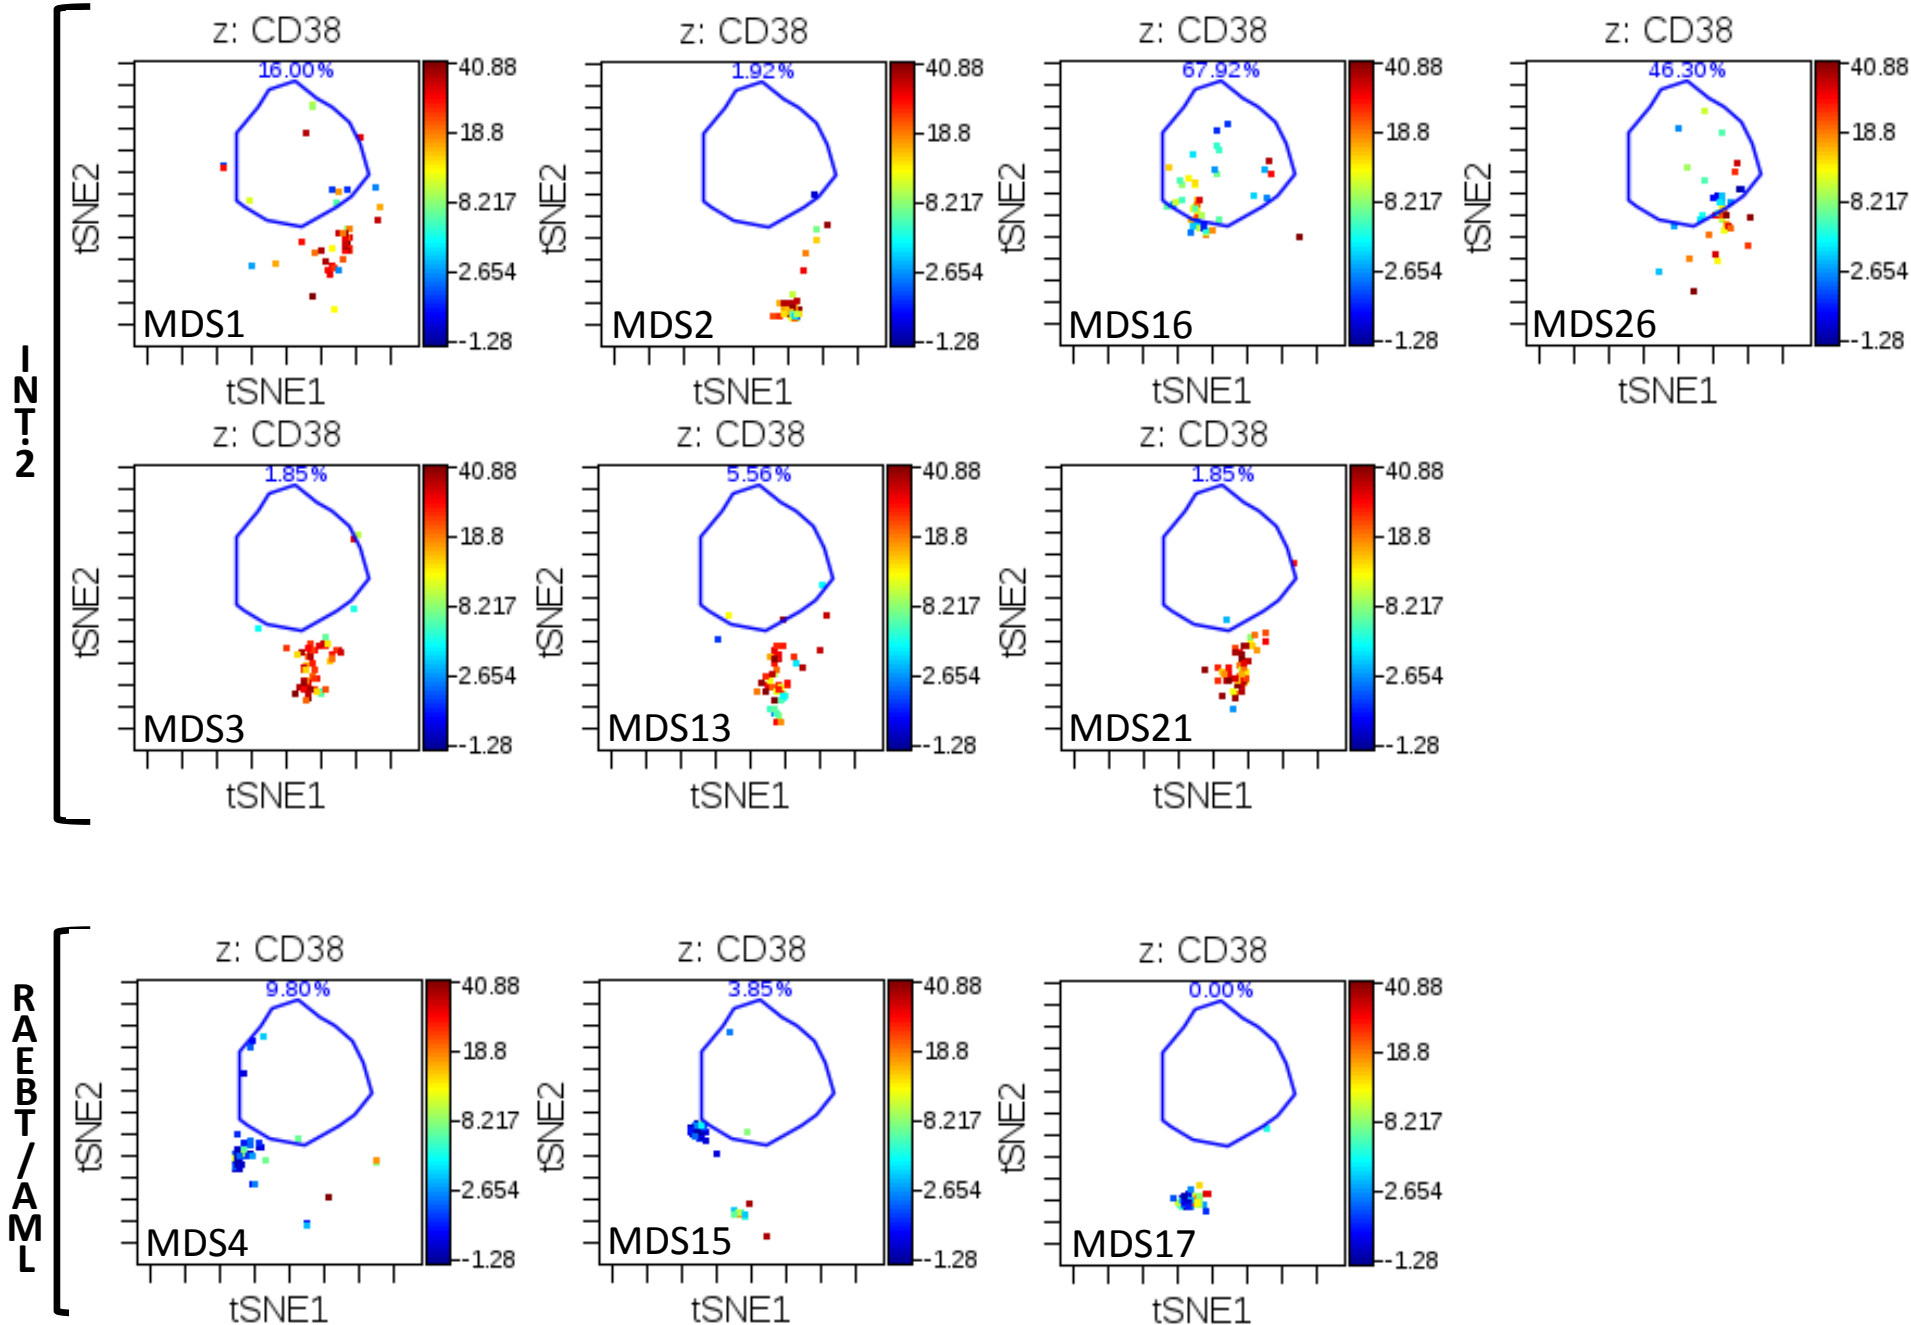 INT.2
z: CD38
16.00%
40.88
18.8
8.217
2.654
-1.28
tSNE2
MDS1
tSNE1
z: CD38
1.92%
40.88
18.8
8.217
2.654
-1.28
MDS2
tSNE1
z: CD38
67.92%
40.88
18.8
8.217
2.654
-1.28
tSNE2
MDS16
tSNE1
z: CD38
46.30%
40.88
18.8
8.217
2.654
-1.28
tSNE2
MDS26
tSNE1
z: CD38
1.85%
40.88
18.8
8.217
2.654
-1.28
tSNE2
MDS3
tSNE1
z: CD38
5.56%
40.88
18.8
8.217
2.654
-1.28
tSNE2
MDS13
tSNE1
z: CD38
1.85%
40.88
18.8
8.217
2.654
-1.28
tSNE2
MDS21
tSNE1
RAEBT/AML
z: CD38
9.80%
40.88
18.8
8.217
2.654
-1.28
tSNE2
MDS4
tSNE1
z: CD38
3.85%
40.88
18.8
8.217
2.654
-1.28
tSNE2
MDS15
tSNE1
z: CD38
0.00%
40.88
18.8
8.217
2.654
-1.28
tSNE2
MDS17
tSNE1